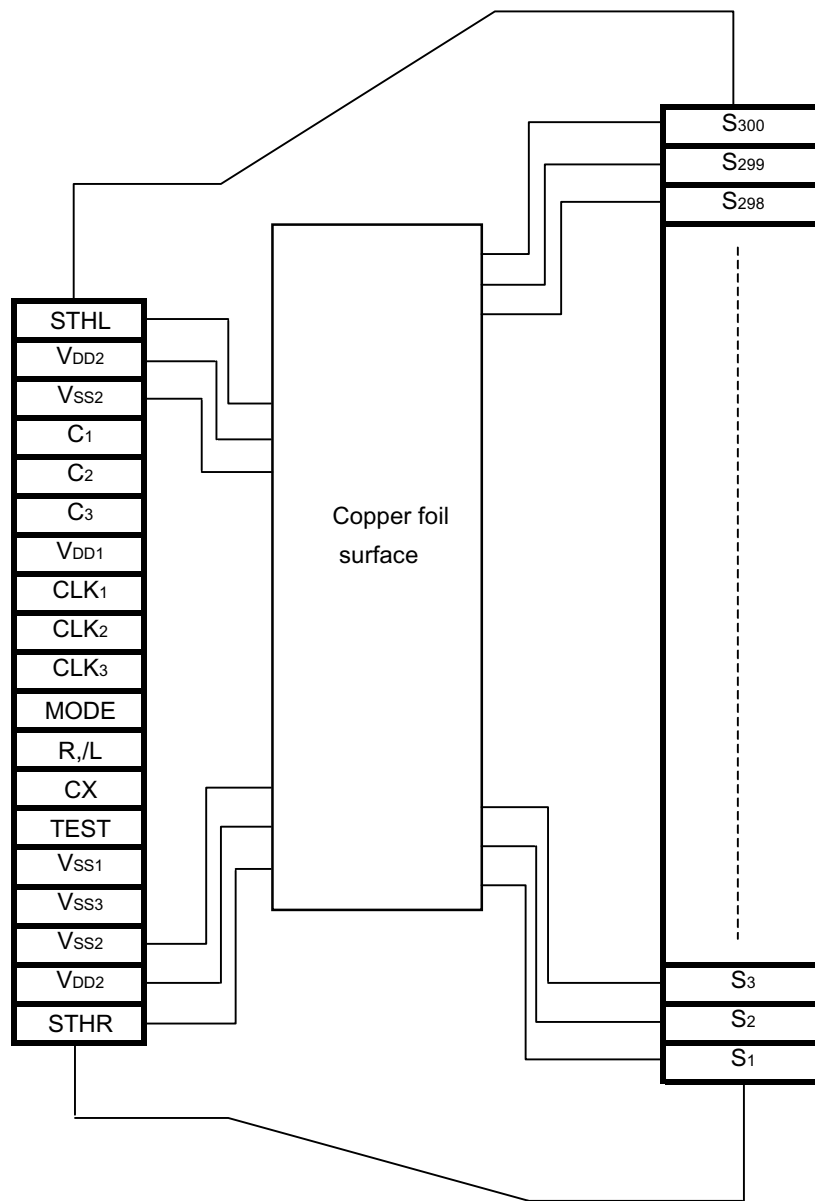 STHL
VDD2
VSS2
C1
C2
C3
VDD1
CLK1
CLK2
CLK3
MODE
R,/L
CX
TEST
VSS1
VSS3
VSS2
VDD2
STHR
Copper foil
surface
S300
S299
S298
S3
S2
S1